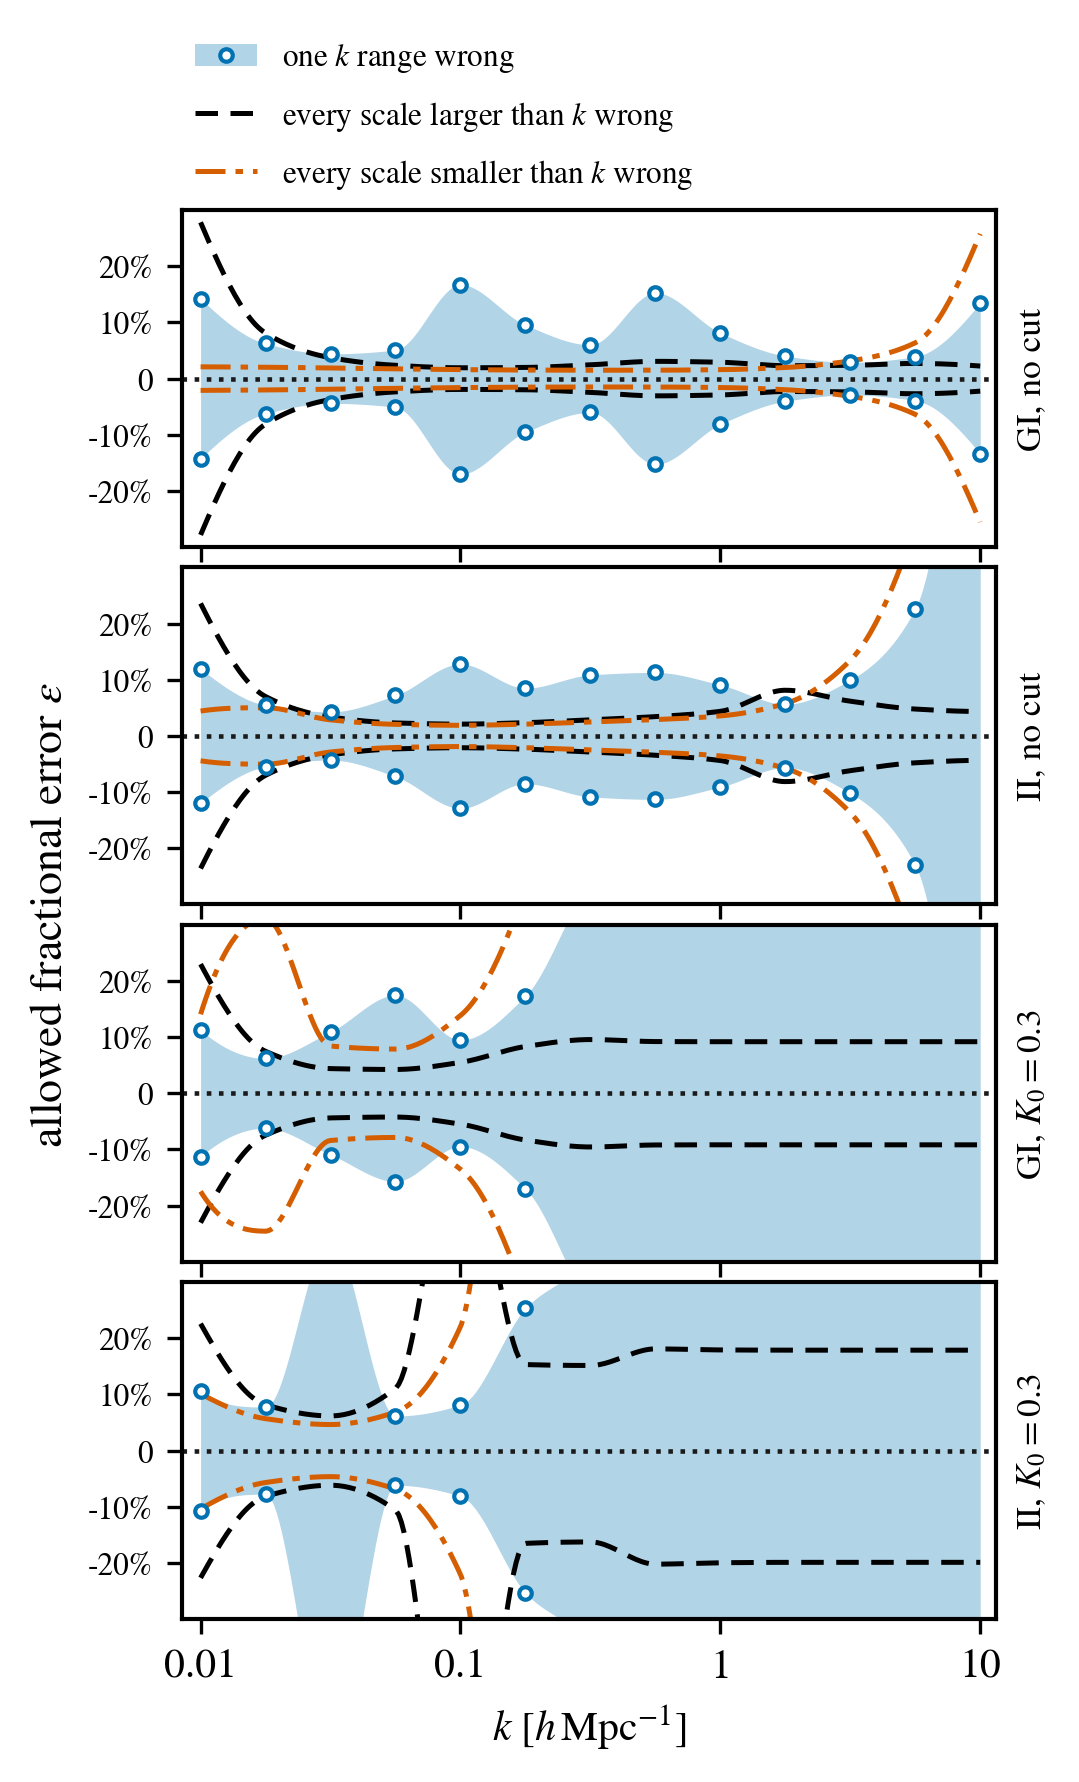 one k range wrong
every scale larger than k wrong
every scale smaller than k wrong
20%
10%
0
-10%
-20%
GI, no cut
20%
10%
0
-10%
-20%
II, no cut
allowed fractional error ε
20%
10%
0
-10%
-20%
GI, K₀ = 0.3
20%
10%
0
-10%
-20%
II, K₀ = 0.3
0.01 0.1 1 10
k [h Mpc⁻¹]